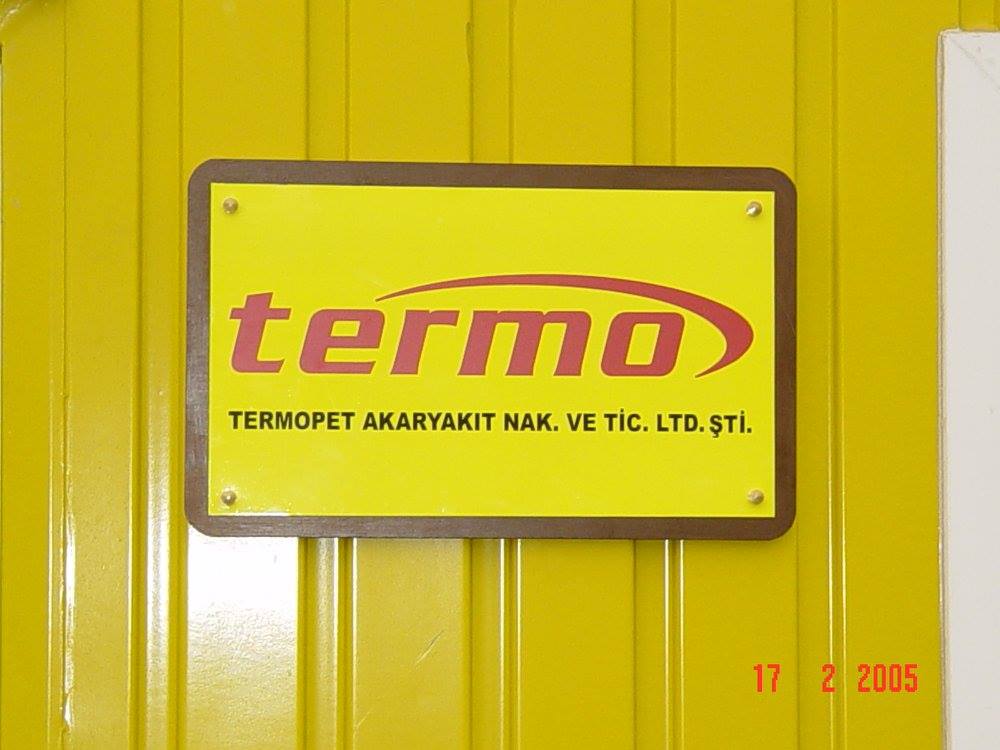 termo
TERMOPET AKARYAKIT NAK. VE TİC. LTD. ŞTİ.
17 2 2005